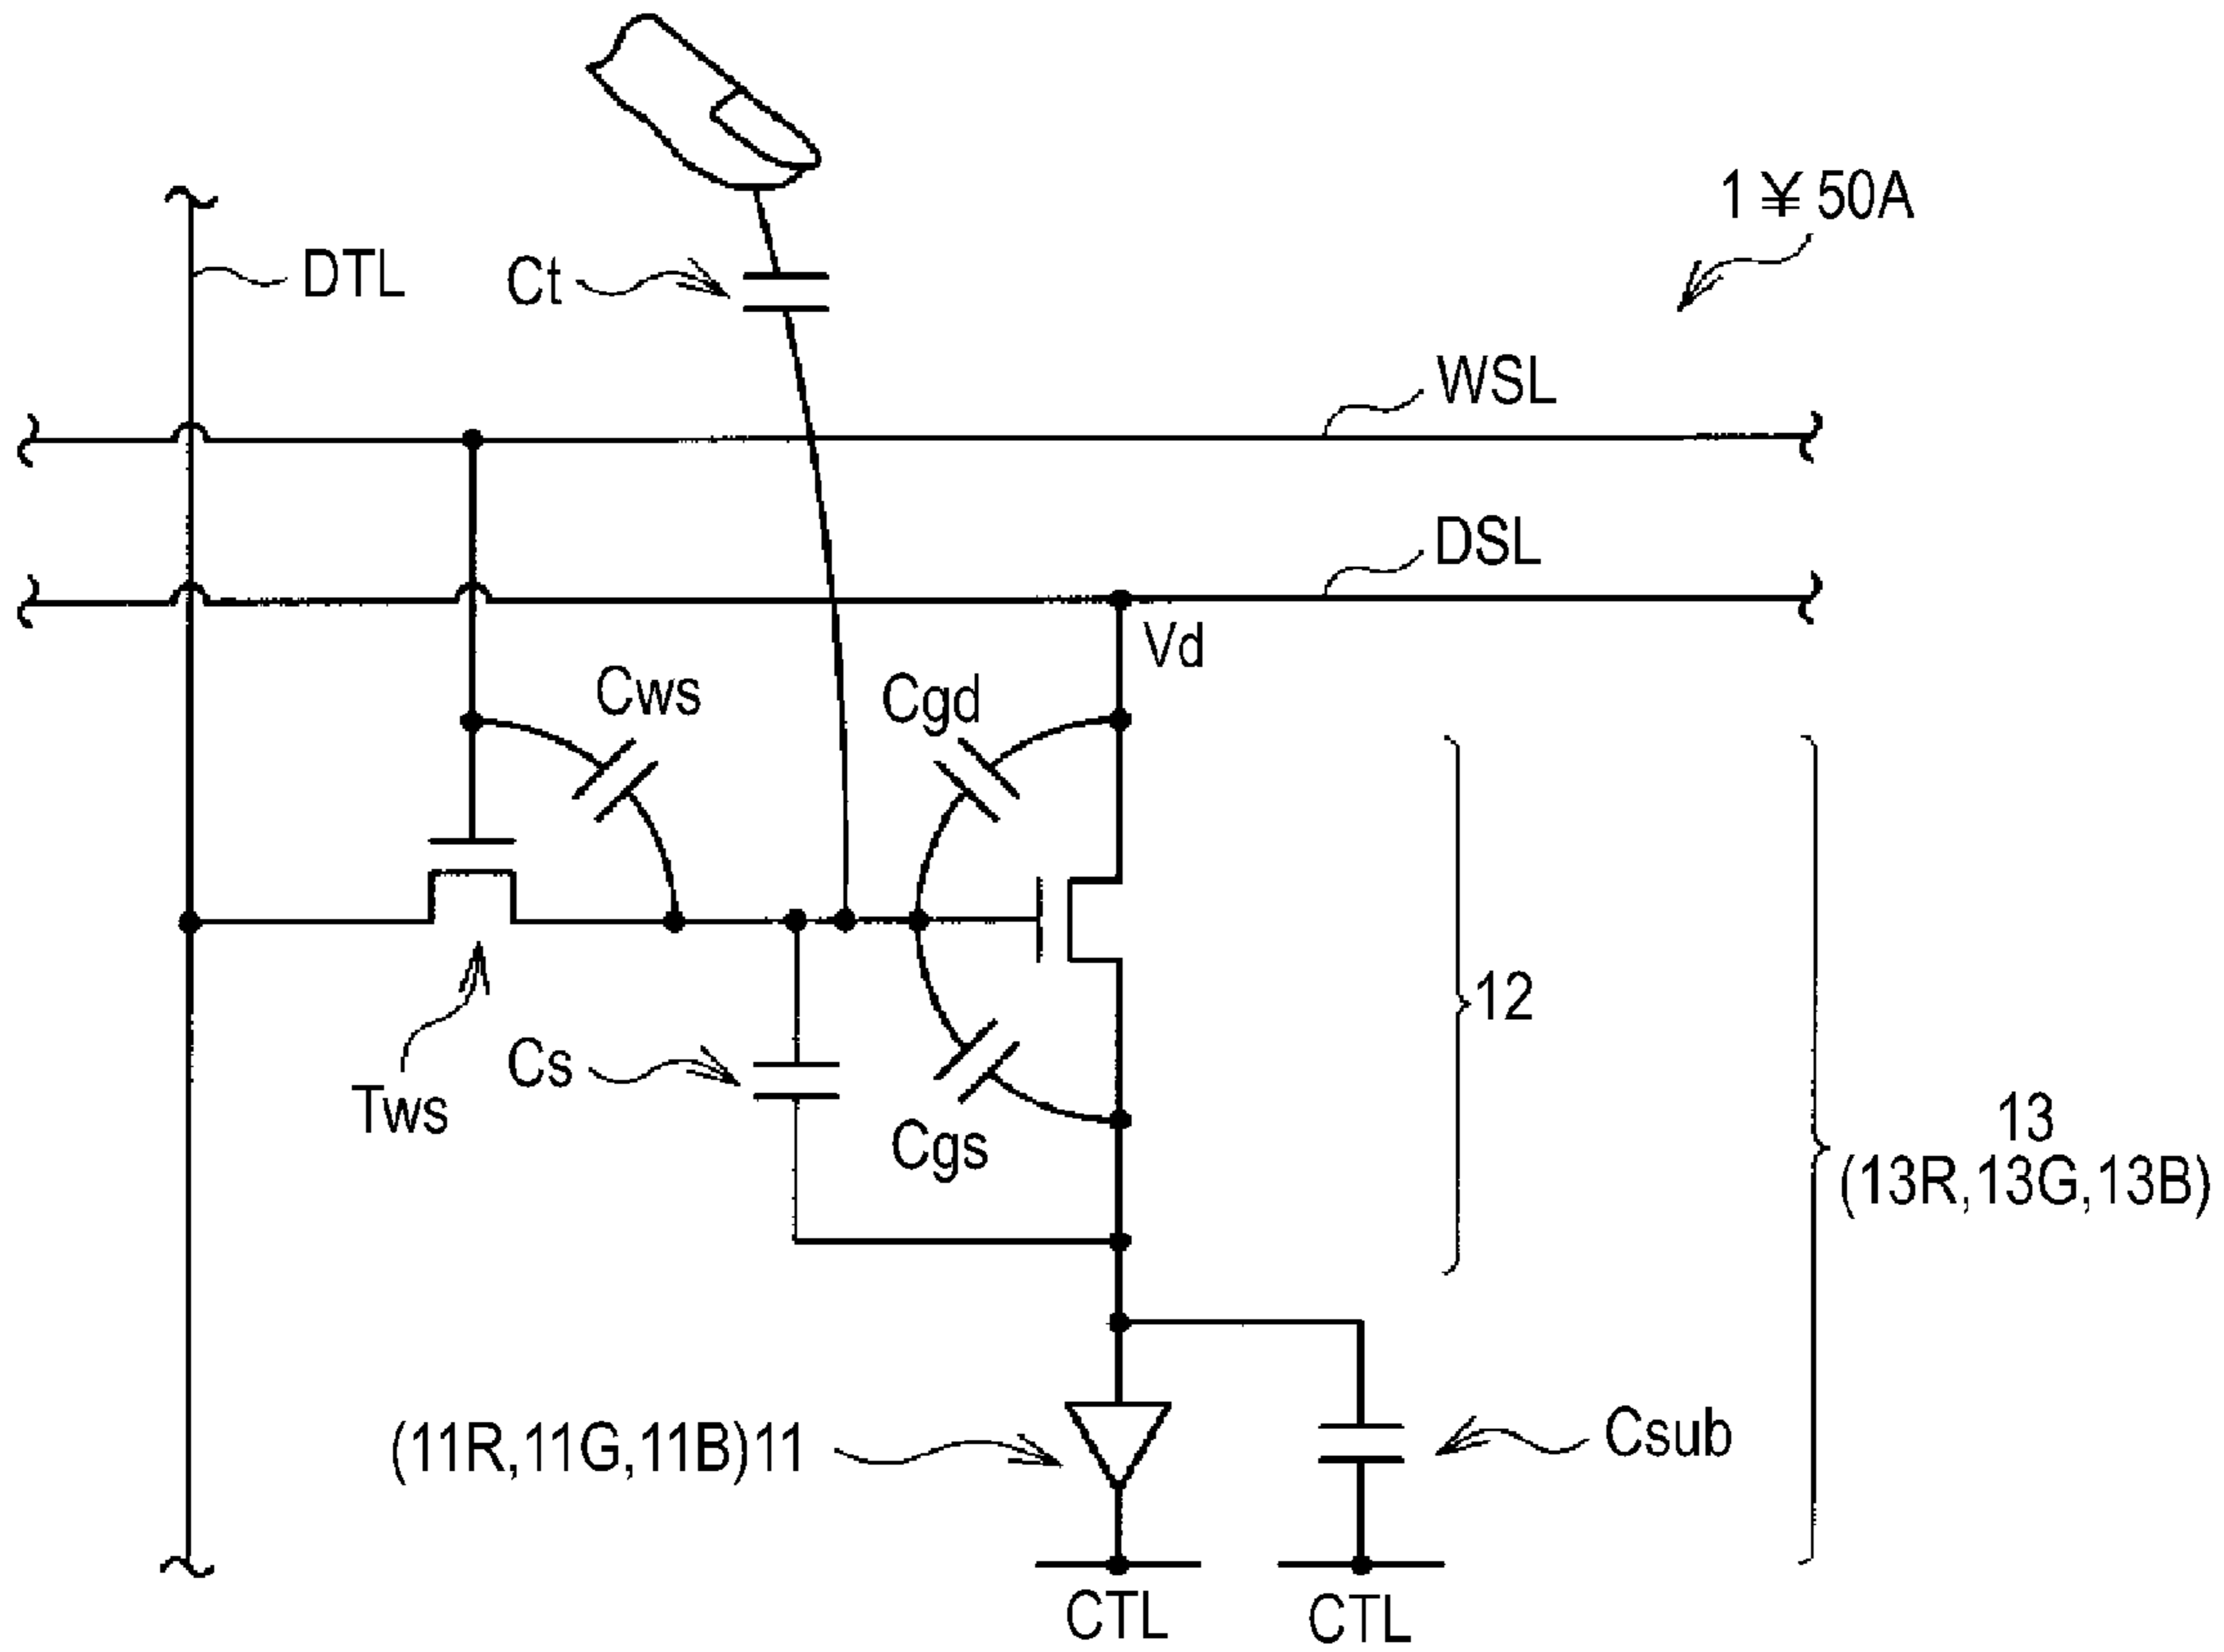 1 ¥ 50A
DTL
Ct
WSL
DSL
Vd
Cws
Cgd
12
Cs
Tws
Cgs
13
(13R,13G,13B)
(11R,11G,11B)11
Csub
CTL
CTL